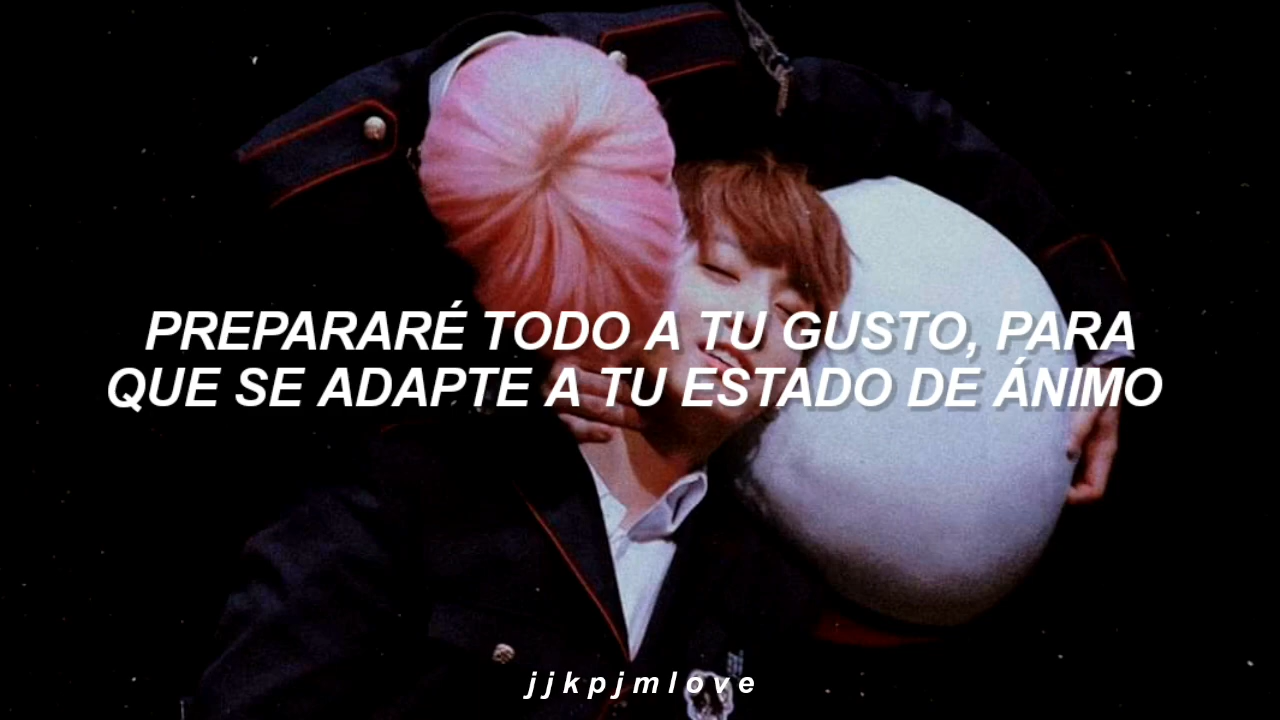 PREPARARÉ TODO A TU GUSTO, PARA
QUE SE ADAPTE A TU ESTADO DE ÁNIMO
jjkpjmlove